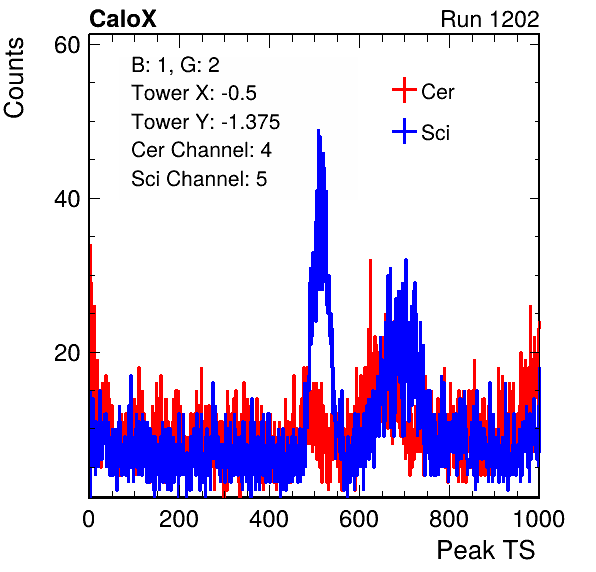 CaloX Run 1202
Counts
60
40
20
B: 1, G: 2
Tower X: -0.5
Tower Y: -1.375
Cer Channel: 4
Sci Channel: 5
Cer
Sci
0 200 400 600 800 1000
Peak TS